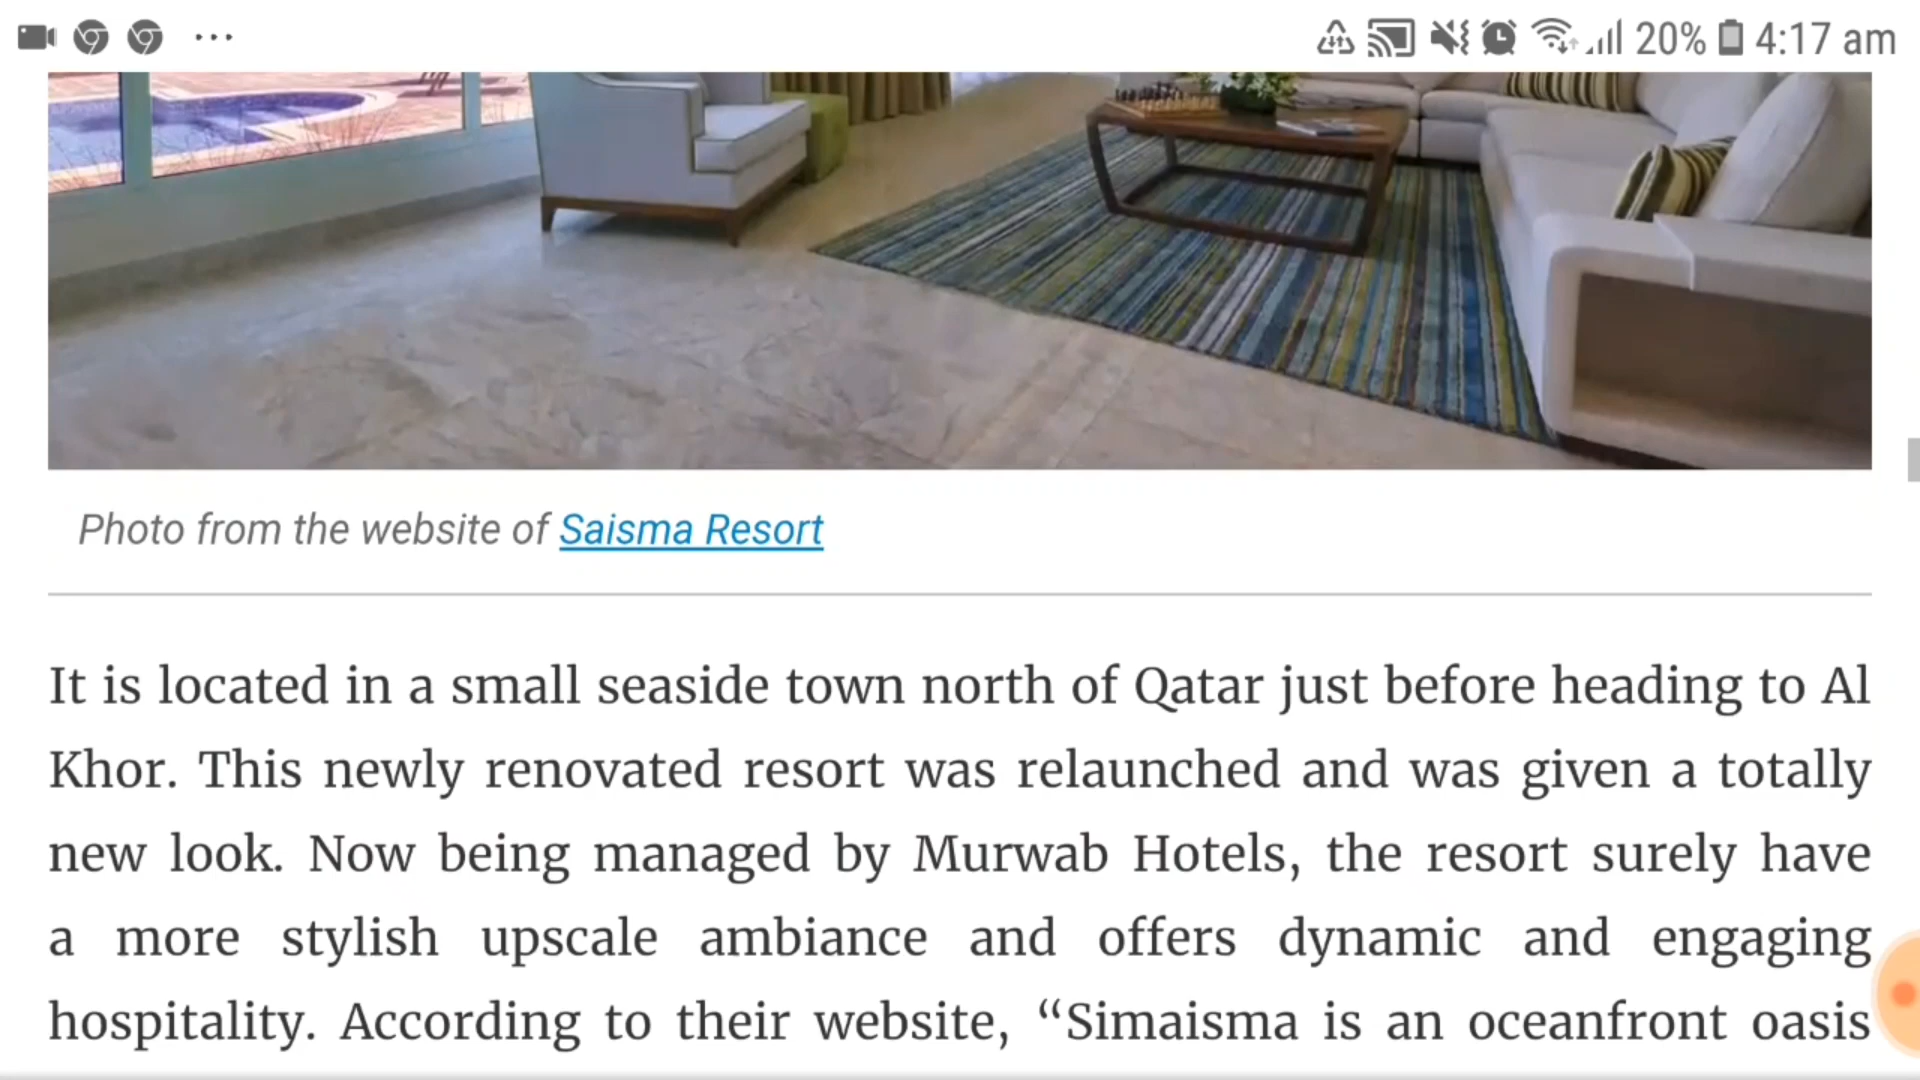 20% 4:17 am
Photo from the website of Saisma Resort
It is located in a small seaside town north of Qatar just before heading to Al
Khor. This newly renovated resort was relaunched and was given a totally
new look. Now being managed by Murwab Hotels, the resort surely have
a more stylish upscale ambiance and offers dynamic and engaging
hospitality. According to their website, “Simaisma is an oceanfront oasis